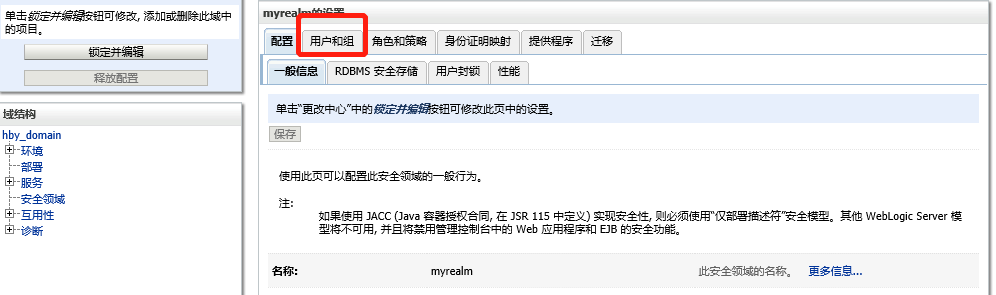 单击锁定并编辑按钮可修改, 添加或删除此域中
的项目。
锁定并编辑
释放配置
域结构
hby_domain
环境
部署
服务
安全领域
互用性
诊断
myrealm的设置
配置 用户和组 角色和策略 身份证明映射 提供程序 迁移
一般信息 RDBMS 安全存储 用户封锁 性能
单击“更改中心”中的锁定并编辑按钮可修改此页中的设置。
保存
使用此页可以配置此安全领域的一般行为。
注:
如果使用 JACC (Java 容器授权合同, 在 JSR 115 中定义) 实现安全性, 则必须使用“仅部署描述符”安全模型。其他 WebLogic Server 模
型将不可用, 并且将禁用管理控制台中的 Web 应用程序和 EJB 的安全功能。
名称: myrealm 此安全领域的名称。 更多信息...